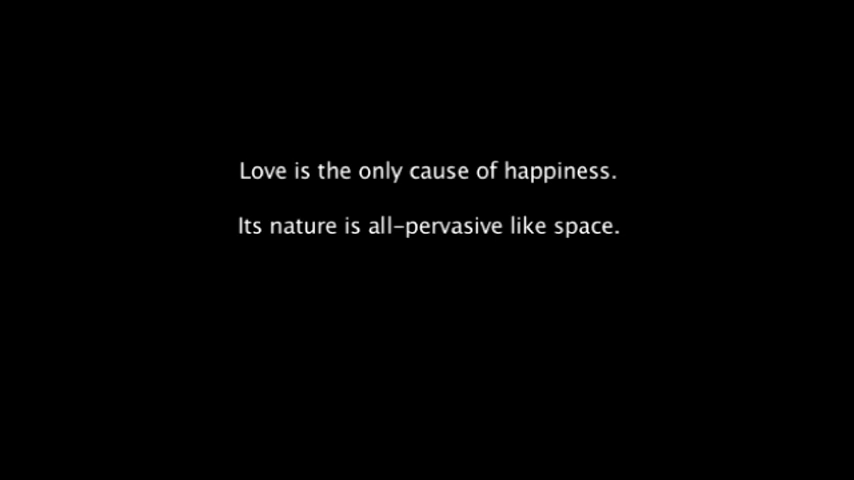 Love is the only cause of happiness.
Its nature is all-pervasive like space.